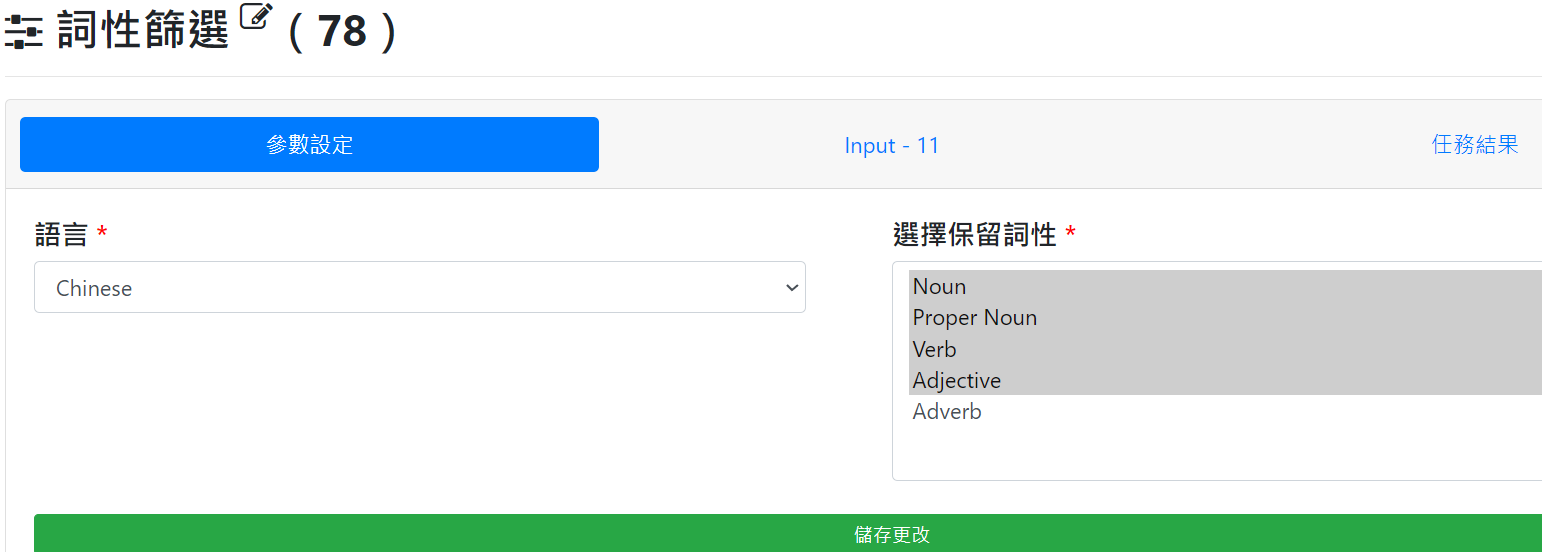 詞性篩選 ( 78 )
參數設定
Input - 11
任務結果
語言 *
Chinese
選擇保留詞性 *
Noun
Proper Noun
Verb
Adjective
Adverb
儲存更改